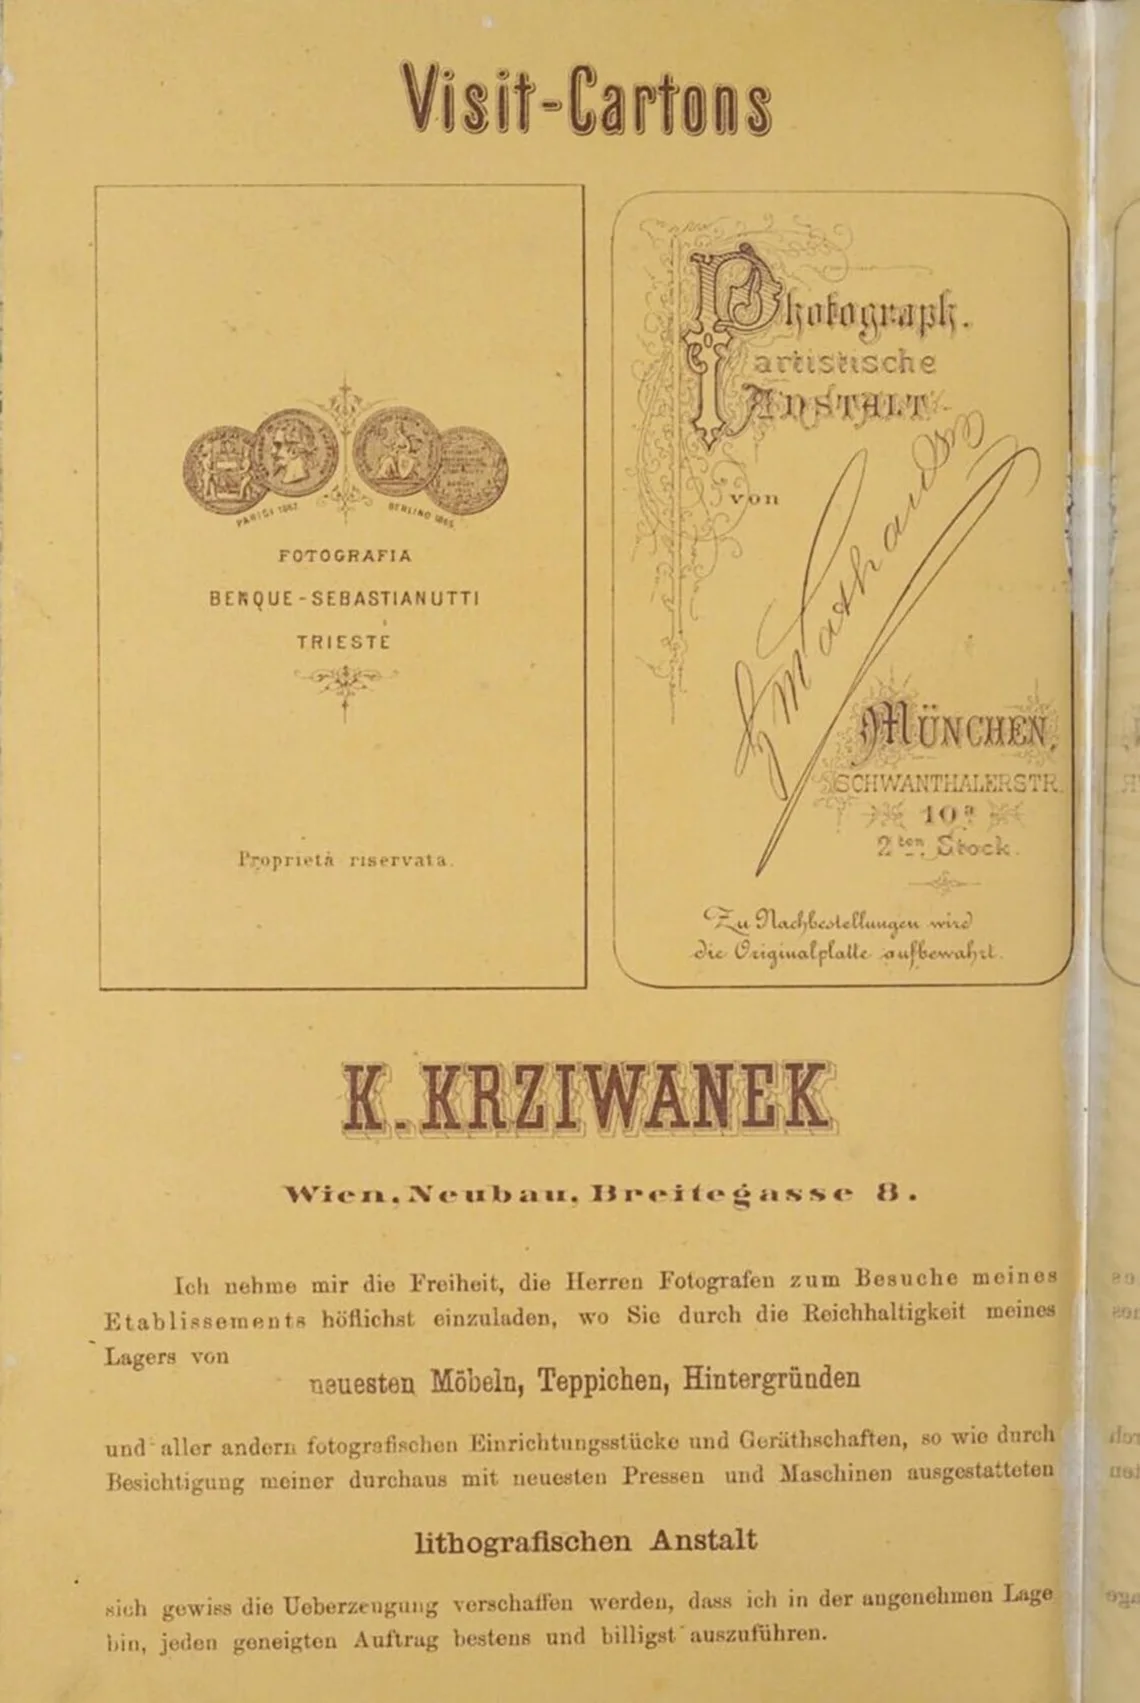 Visit-Cartons
PARIGI 1867
BERLINO 1865
FOTOGRAFIA
BENQUE-SEBASTIANUTTI
TRIESTE
Proprietà riservata.
Photograph.
artistische
ANSTALT
von
MÜNCHEN,
SCHWANTHALERSTR.
10a
2ten Stock.
Zu Nachbestellungen wird
die Originalplatte aufbewahrt.
K. KRZIWANEK
Wien, Neubau, Breitegasse 8.
Ich nehme mir die Freiheit, die Herren Fotografen zum Besuche meines
Etablissements höflichst einzuladen, wo Sie durch die Reichhaltigkeit meines
Lagers von
neuesten Möbeln, Teppichen, Hintergründen
und aller andern fotografischen Einrichtungsstücke und Geräthschaften, so wie durch
Besichtigung meiner durchaus mit neuesten Pressen und Maschinen ausgestatteten
lithografischen Anstalt
sich gewiss die Ueberzeugung verschaffen werden, dass ich in der angenehmen Lage
bin, jeden geneigten Auftrag bestens und billigst auszuführen.